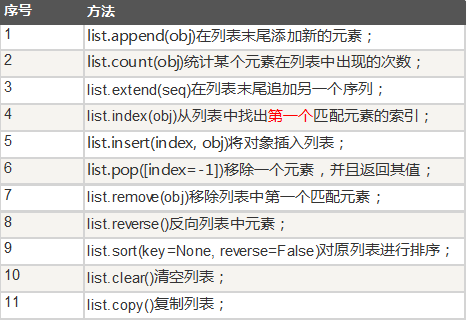 序号 方法
1 list.append(obj)在列表末尾添加新的元素；
2 list.count(obj)统计某个元素在列表中出现的次数；
3 list.extend(seq)在列表末尾追加另一个序列；
4 list.index(obj)从列表中找出第一个匹配元素的索引；
5 list.insert(index, obj)将对象插入列表；
6 list.pop([index= -1])移除一个元素，并且返回其值；
7 list.remove(obj)移除列表中第一个匹配元素；
8 list.reverse()反向列表中元素；
9 list.sort(key=None, reverse=False)对原列表进行排序；
10 list.clear()清空列表；
11 list.copy()复制列表；